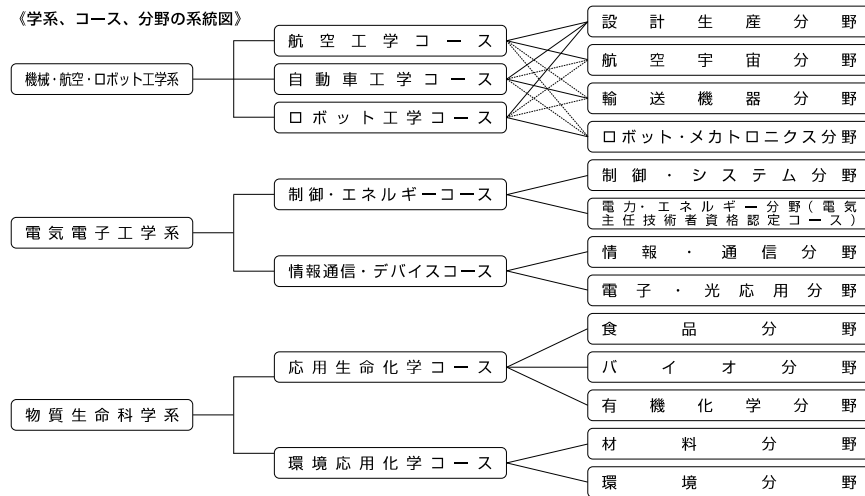 《学系、コース、分野の系統図》
機械・航空・ロボット工学系
航空工学コース
自動車工学コース
ロボット工学コース
設計生産分野
航空宇宙分野
輸送機器分野
ロボット・メカトロニクス分野
電気電子工学系
制御・エネルギーコース
情報通信・デバイスコース
制御・システム分野
電力・エネルギー分野(電気
主任技術者資格認定コース)
情報・通信分野
電子・光応用分野
物質生命科学系
応用生命化学コース
環境応用化学コース
食品分野
バイオ分野
有機化学分野
材料分野
環境分野